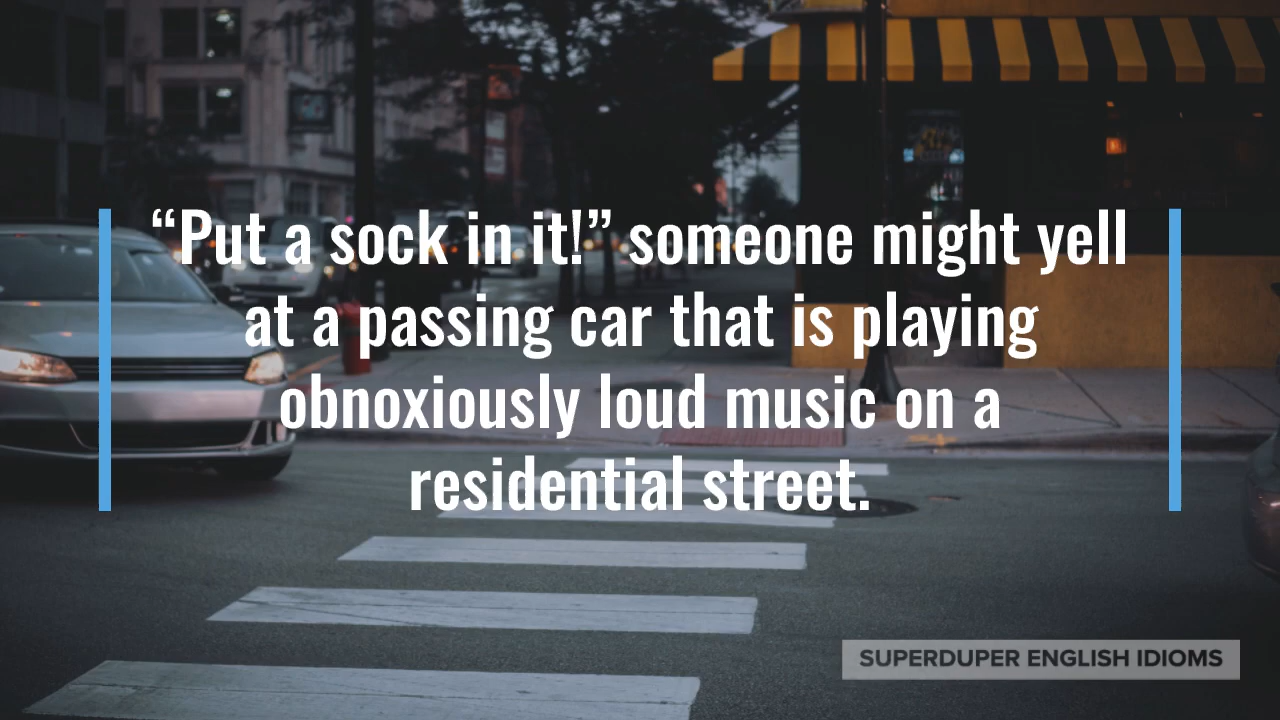 “Put a sock in it!” someone might yell
at a passing car that is playing
obnoxiously loud music on a
residential street.
SUPERDUPER ENGLISH IDIOMS